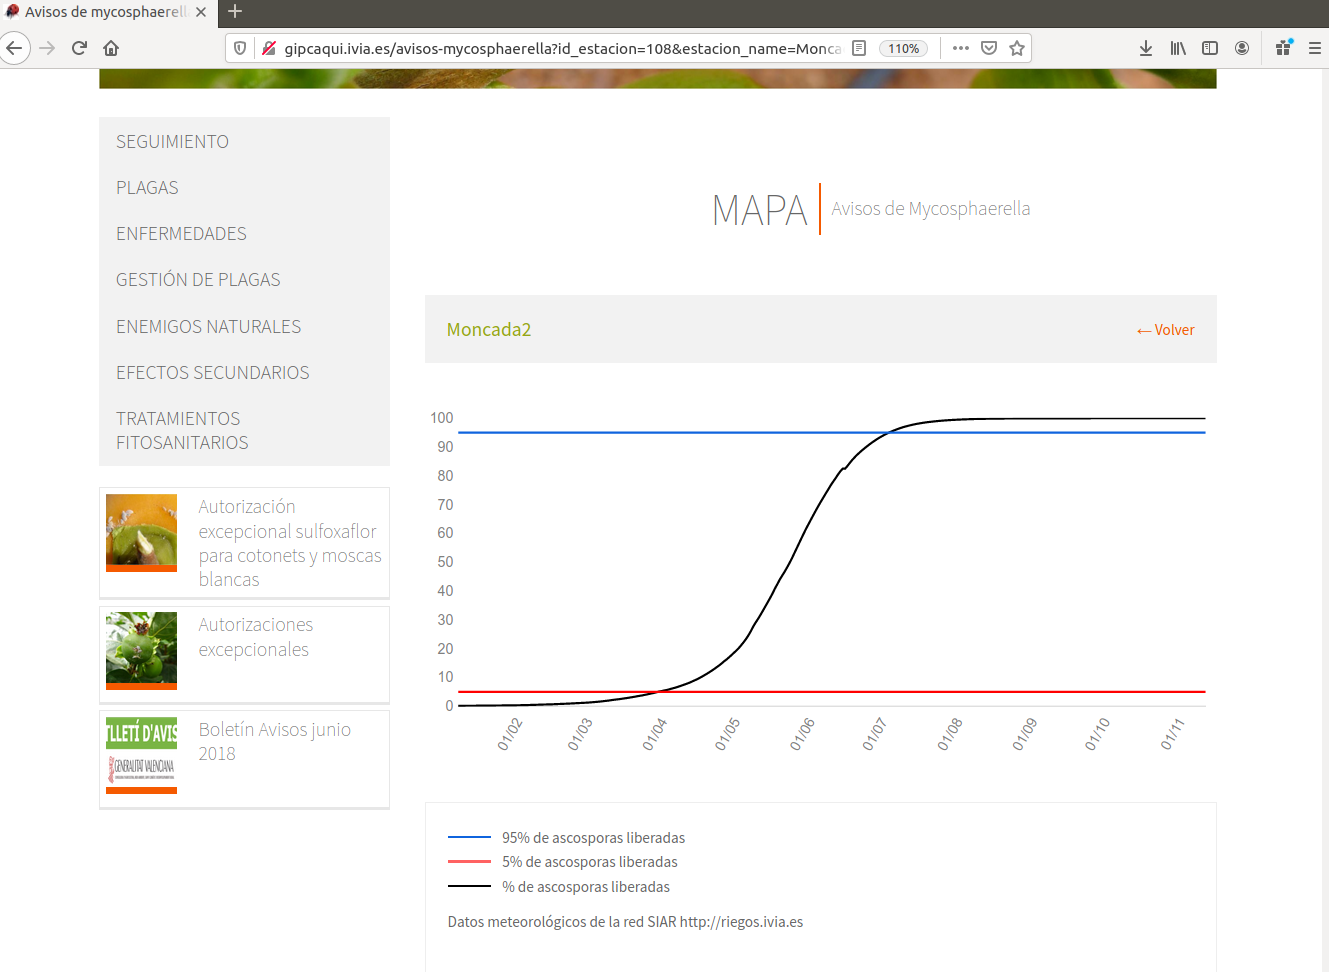 Avisos de mycosphaerell
gipcaqui.ivia.es/avisos-mycosphaerella?id_estacion=108&estacion_name=Monca
110%
SEGUIMIENTO
PLAGAS
ENFERMEDADES
GESTIÓN DE PLAGAS
ENEMIGOS NATURALES
EFECTOS SECUNDARIOS
TRATAMIENTOS
FITOSANITARIOS
Autorización
excepcional sulfoxaflor
para cotonets y moscas
blancas
Autorizaciones
excepcionales
TLLETÍ D'AVIS
GENERALITAT VALENCIANA
Boletín Avisos junio
2018
MAPA
Avisos de Mycosphaerella
Moncada2
←Volver
100
90
80
70
60
50
40
30
20
10
0
01/02
01/03
01/04
01/05
01/06
01/07
01/08
01/09
01/10
01/11
95% de ascosporas liberadas
5% de ascosporas liberadas
% de ascosporas liberadas
Datos meteorológicos de la red SIAR http://riegos.ivia.es